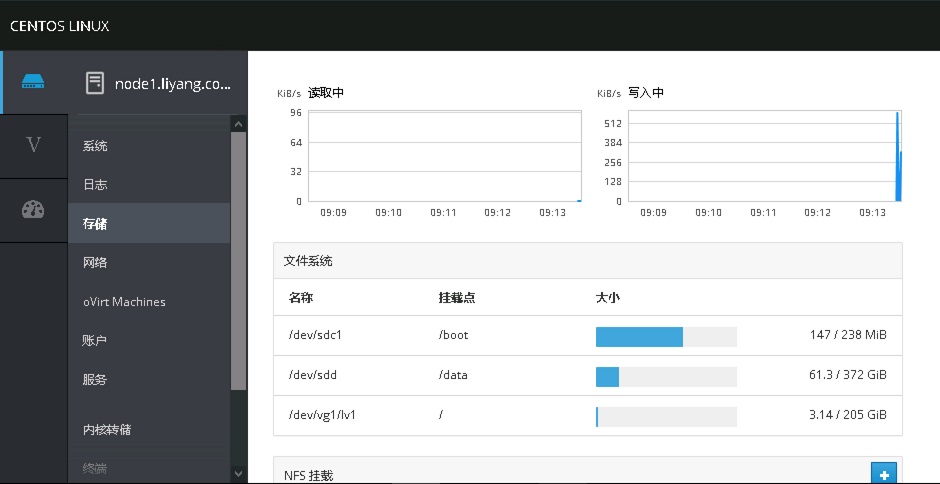 CENTOS LINUX
node1.liyang.co...
V
系统
日志
存储
网络
oVirt Machines
账户
服务
内核转储
终端
KiB/s 读取中
96
64
32
0
09:09 09:10 09:11 09:12 09:13
KiB/s 写入中
512
384
256
128
0
09:09 09:10 09:11 09:12 09:13
文件系统
名称 挂载点 大小
/dev/sdc1 /boot 147 / 238 MiB
/dev/sdd /data 61.3 / 372 GiB
/dev/vg1/lv1 / 3.14 / 205 GiB
NFS 挂载